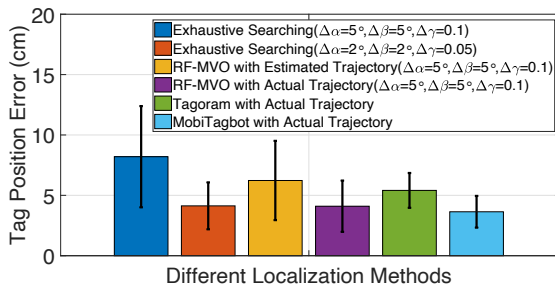 Tag Position Error (cm)
20
15
10
5
0
Exhaustive Searching(Δα=5°,Δβ=5°,Δγ=0.1)
Exhaustive Searching(Δα=2°,Δβ=2°,Δγ=0.05)
RF-MVO with Estimated Trajectory(Δα=5°,Δβ=5°,Δγ=0.1)
RF-MVO with Actual Trajectory(Δα=5°,Δβ=5°,Δγ=0.1)
Tagoram with Actual Trajectory
MobiTagbot with Actual Trajectory
Different Localization Methods